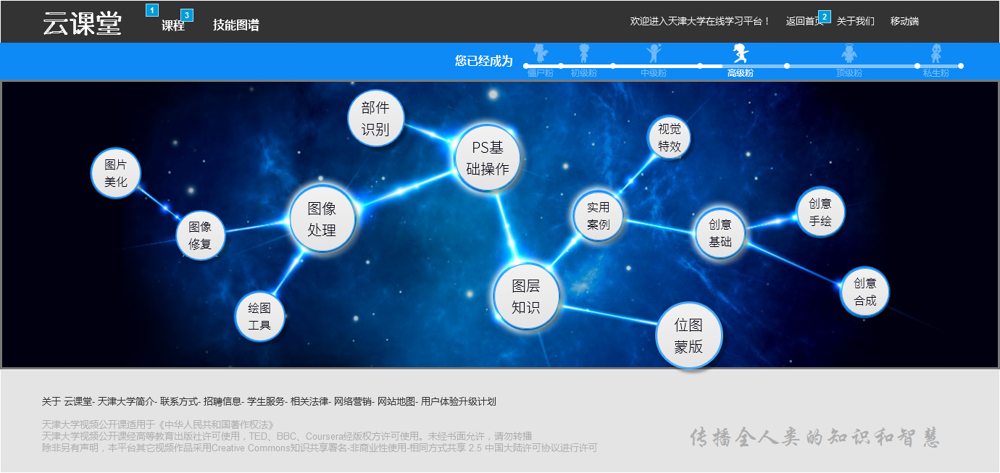 云课堂
1
课程
3
技能图谱
欢迎进入天津大学在线学习平台！
返回首页
2
关于我们
移动端
您已经成为
僵尸粉
初级粉
中级粉
高级粉
顶级粉
私生粉
部件
识别
PS基
础操作
视觉
特效
图片
美化
图像
处理
实用
案例
创意
手绘
图像
修复
创意
基础
绘图
工具
图层
知识
创意
合成
位图
蒙版
关于 云课堂- 天津大学简介- 联系方式- 招聘信息- 学生服务- 相关法律- 网络营销- 网站地图- 用户体验升级计划
天津大学视频公开课适用于《中华人民共和国著作权法》
天津大学视频公开课经高等教育出版社许可使用，TED、BBC、Coursera经版权方许可使用。未经书面允许，请勿转播
除非另有声明，本平台其它视频作品采用Creative Commons知识共享署名-非商业性使用-相同方式共享 2.5 中国大陆许可协议进行许可
传播全人类的知识和智慧